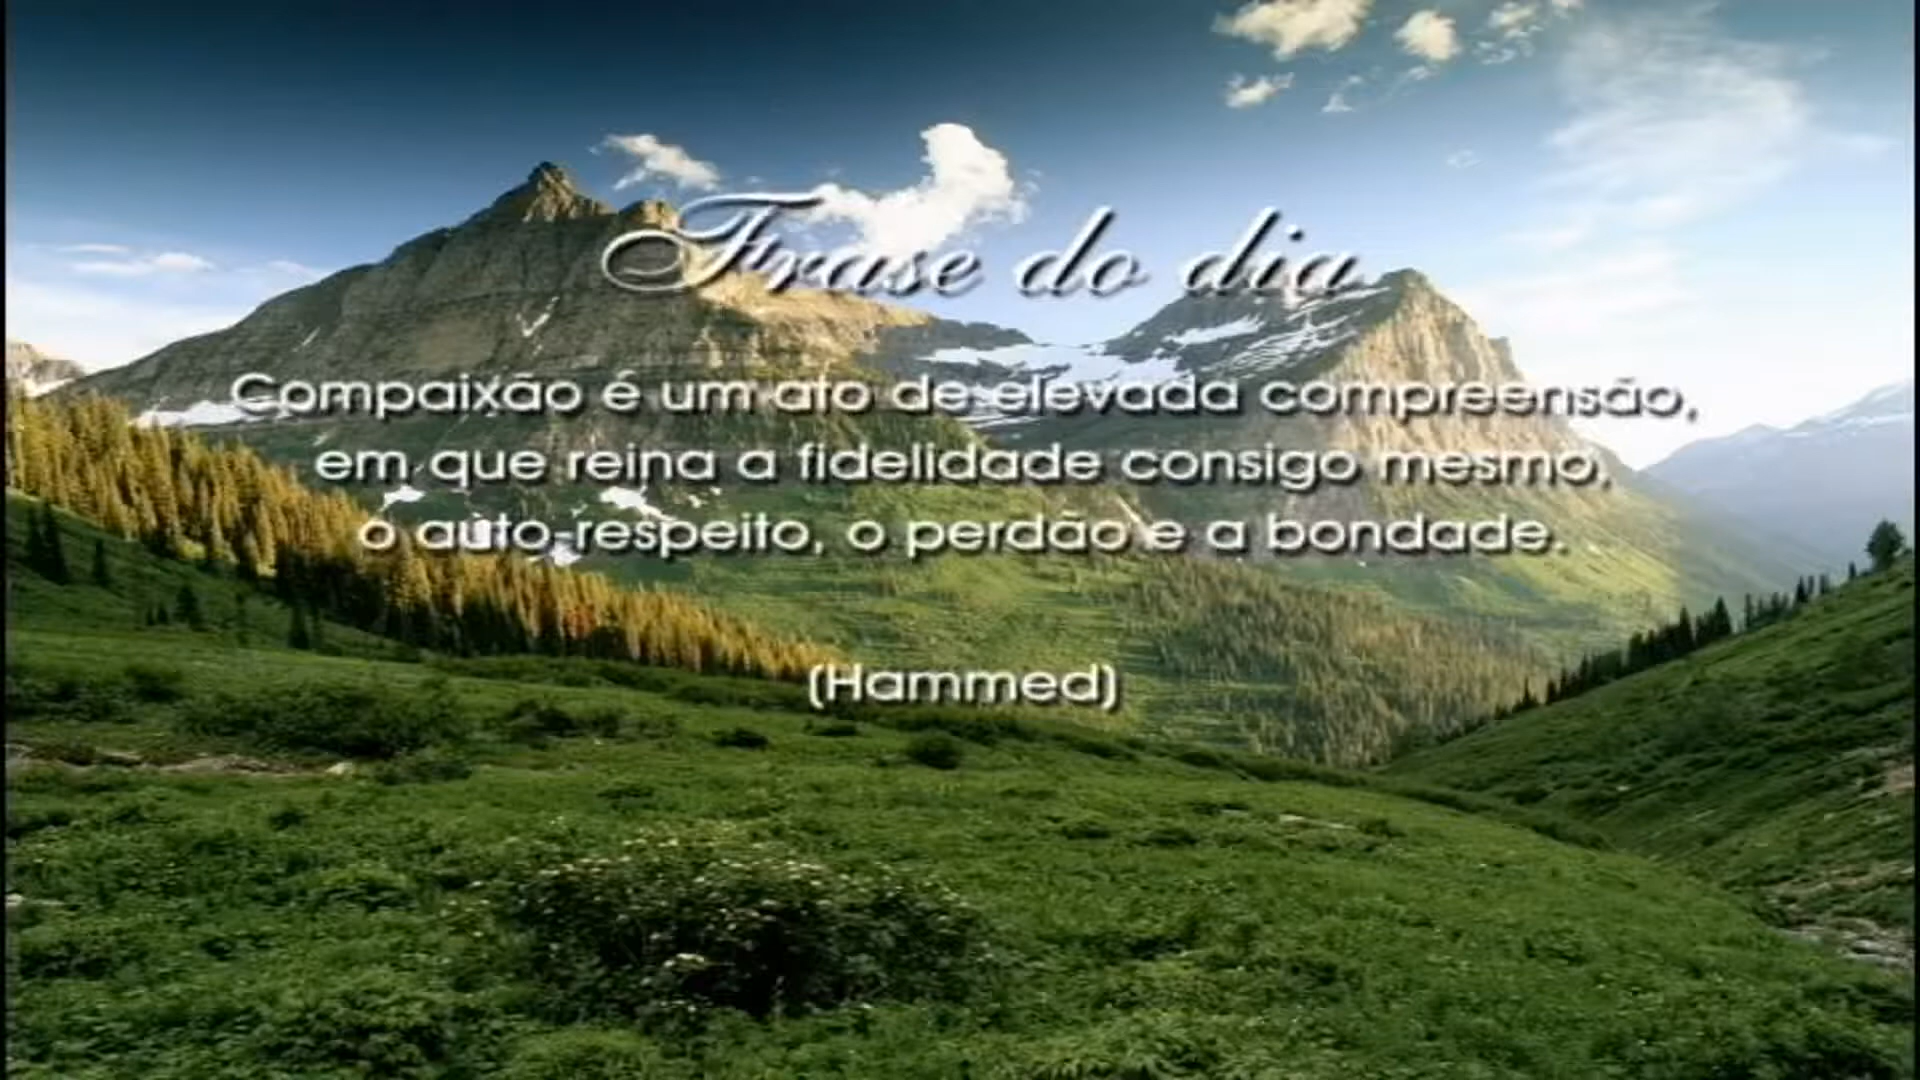 Frase do dia
Compaixão é um ato de elevada compreensão,
em que reina a fidelidade consigo mesmo,
o auto-respeito, o perdão e a bondade.
(Hammed)